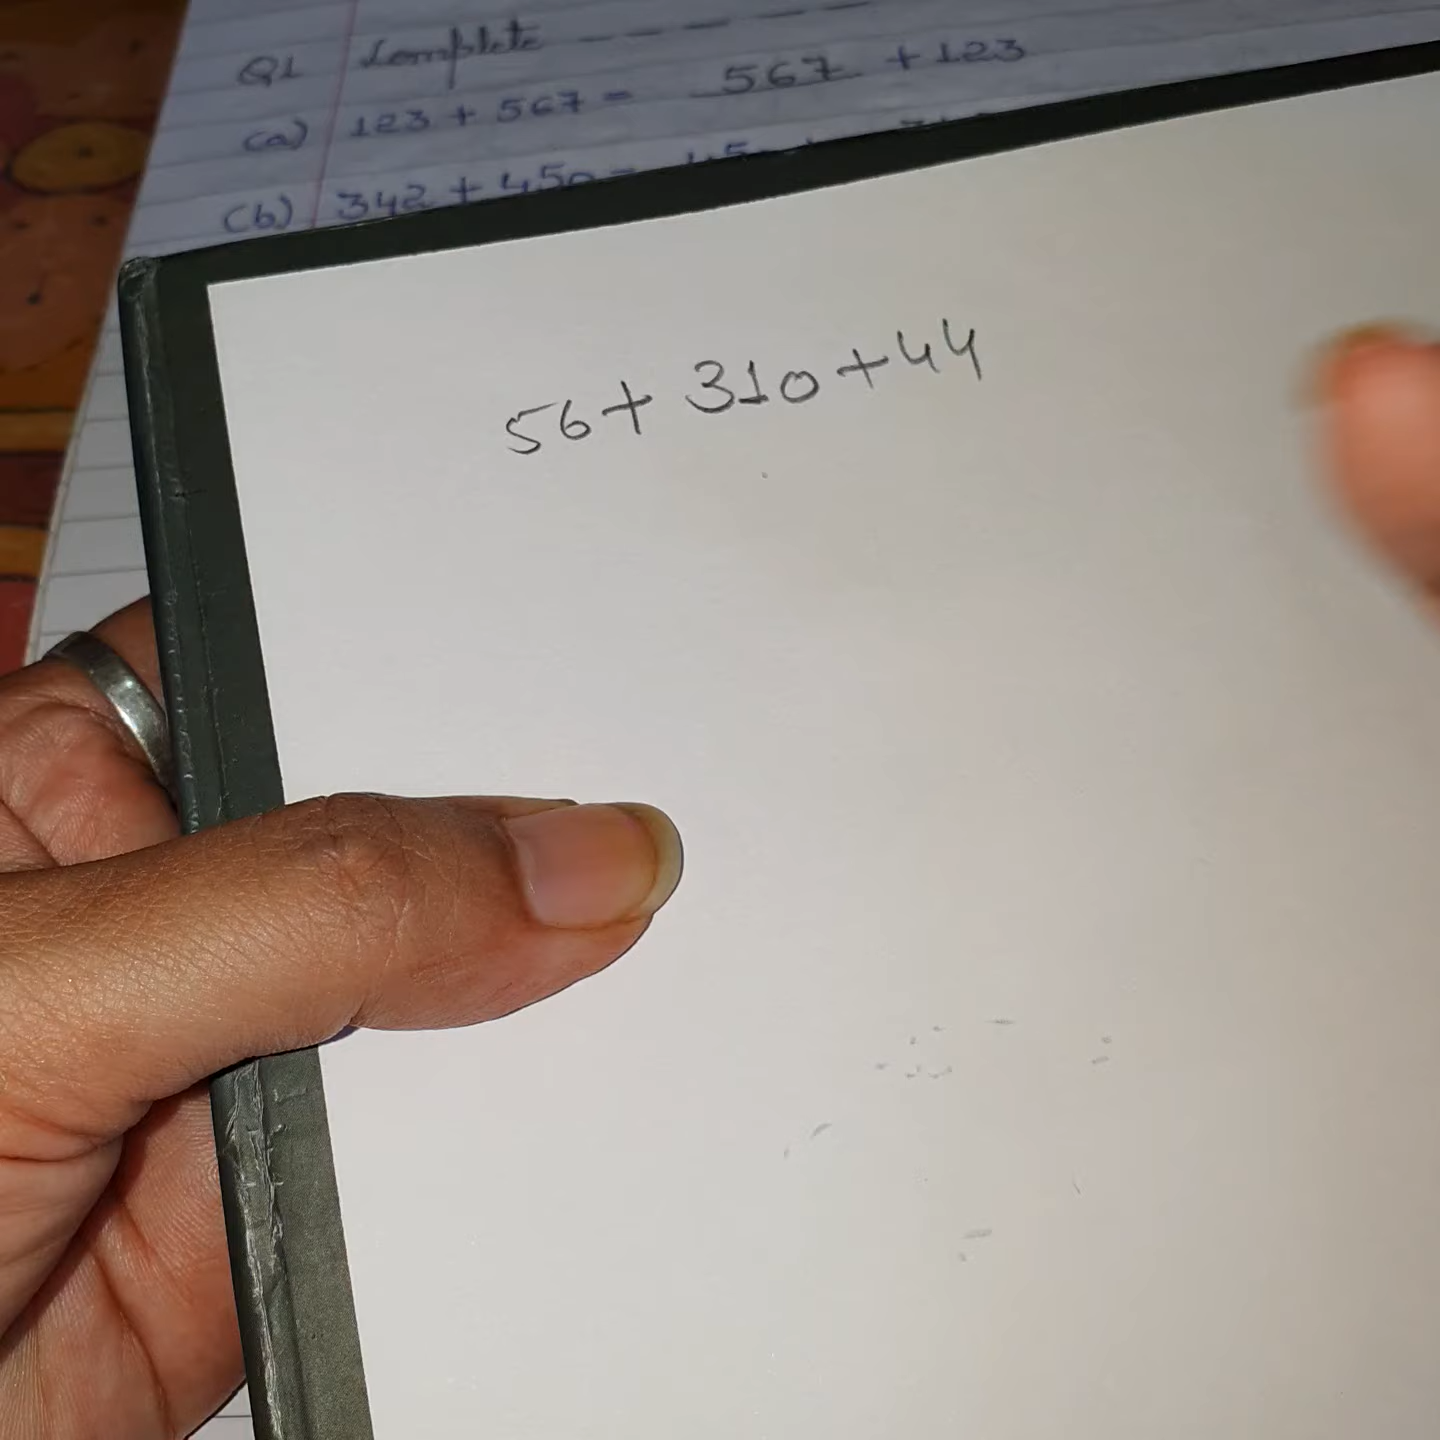 Q1 Complete - - - - - -
(a) 123 + 567 = 567 + 123
(b) 342 + 450 =
56 + 310 + 44